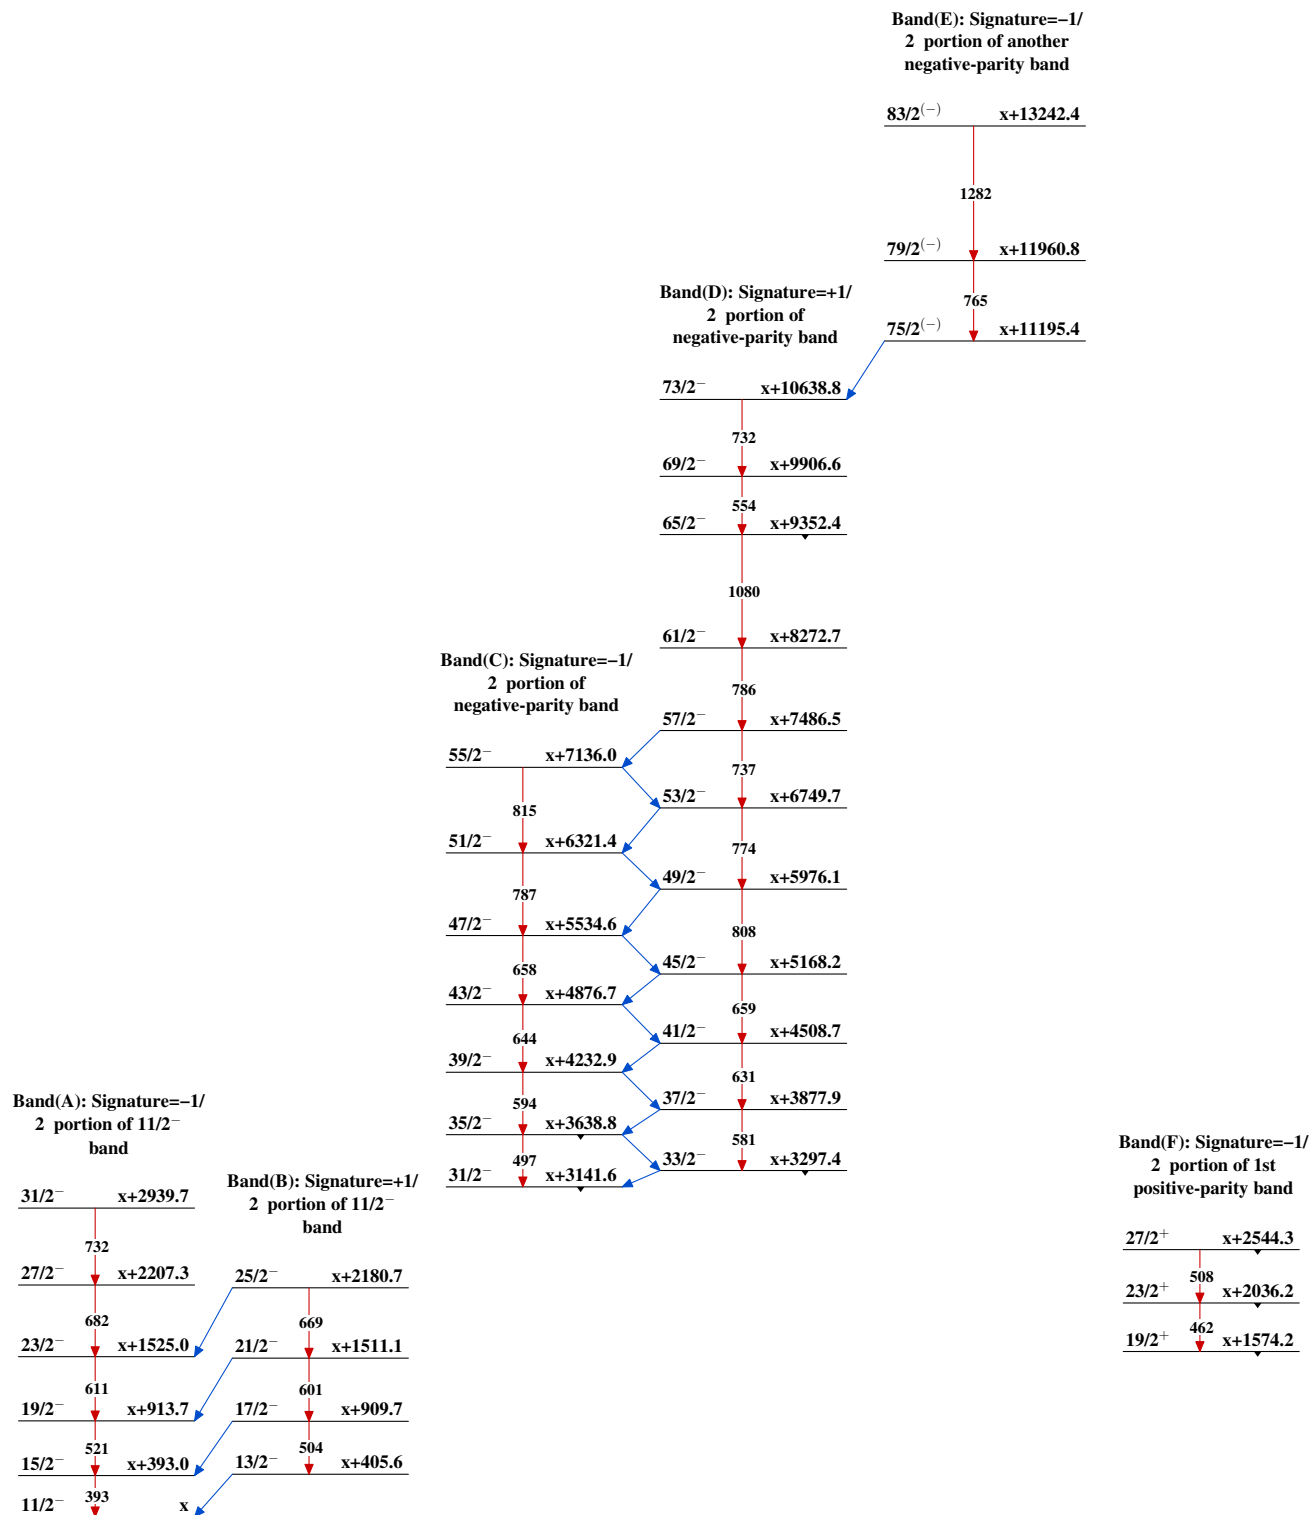 Band(E): Signature=−1/
2 portion of another
negative-parity band
83/2(−) x+13242.4
1282
79/2(−) x+11960.8
765
75/2(−) x+11195.4
Band(D): Signature=+1/
2 portion of
negative-parity band
73/2− x+10638.8
732
69/2− x+9906.6
554
65/2− x+9352.4
1080
61/2− x+8272.7
786
57/2− x+7486.5
737
53/2− x+6749.7
774
49/2− x+5976.1
808
45/2− x+5168.2
659
41/2− x+4508.7
631
37/2− x+3877.9
581
33/2− x+3297.4
Band(C): Signature=−1/
2 portion of
negative-parity band
55/2− x+7136.0
815
51/2− x+6321.4
787
47/2− x+5534.6
658
43/2− x+4876.7
644
39/2− x+4232.9
594
35/2− x+3638.8
497
31/2− x+3141.6
Band(A): Signature=−1/
2 portion of 11/2−
band
31/2− x+2939.7
732
27/2− x+2207.3
682
23/2− x+1525.0
611
19/2− x+913.7
521
15/2− x+393.0
393
11/2− x
Band(B): Signature=+1/
2 portion of 11/2−
band
25/2− x+2180.7
669
21/2− x+1511.1
601
17/2− x+909.7
504
13/2− x+405.6
Band(F): Signature=−1/
2 portion of 1st
positive-parity band
27/2+ x+2544.3
508
23/2+ x+2036.2
462
19/2+ x+1574.2